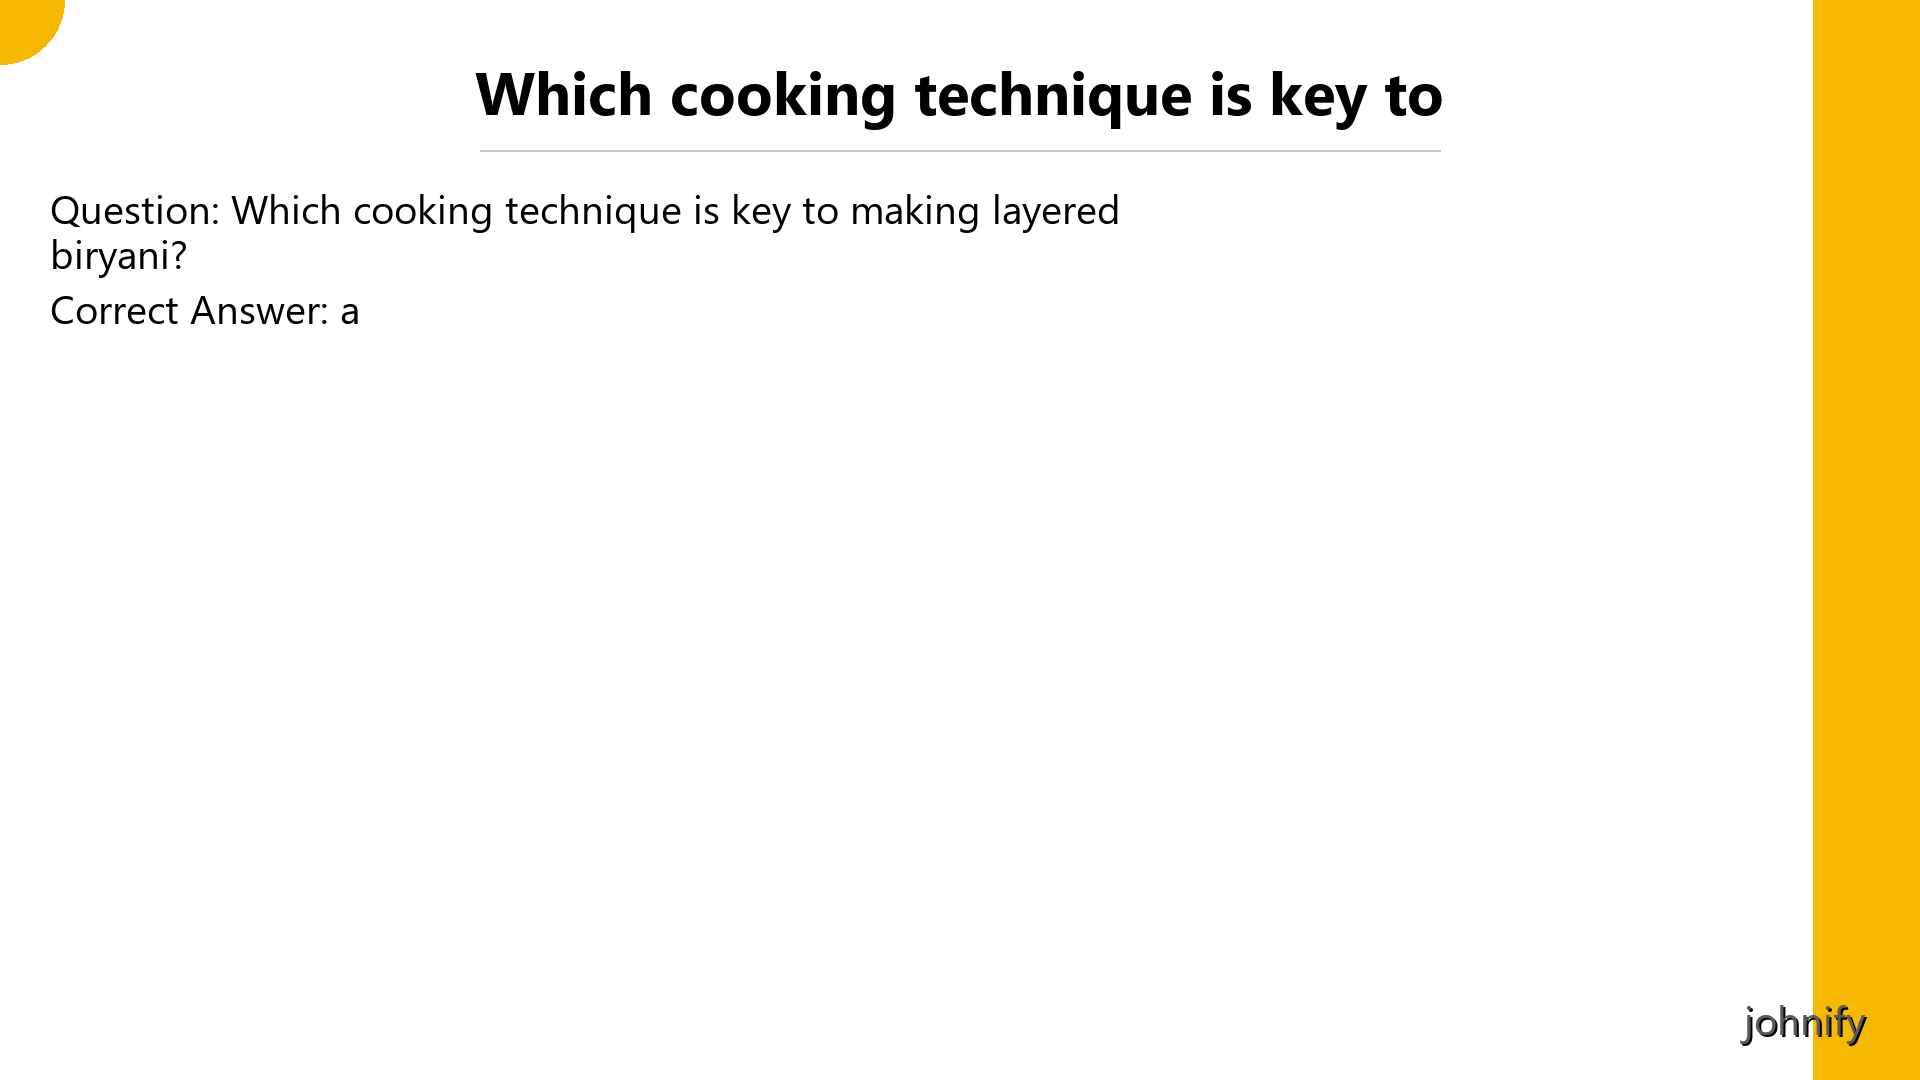 Which cooking technique is key to
Question: Which cooking technique is key to making layered
biryani?
Correct Answer: a
johnify